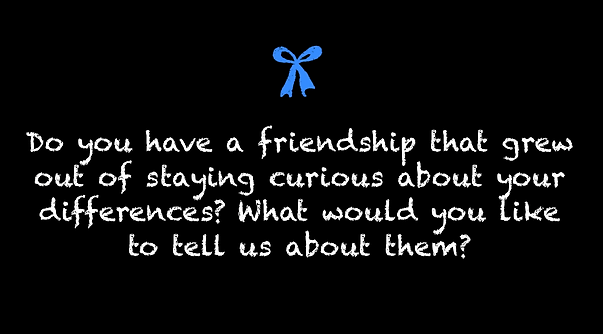 Do you have a friendship that grew
out of staying curious about your
differences? What would you like
to tell us about them?